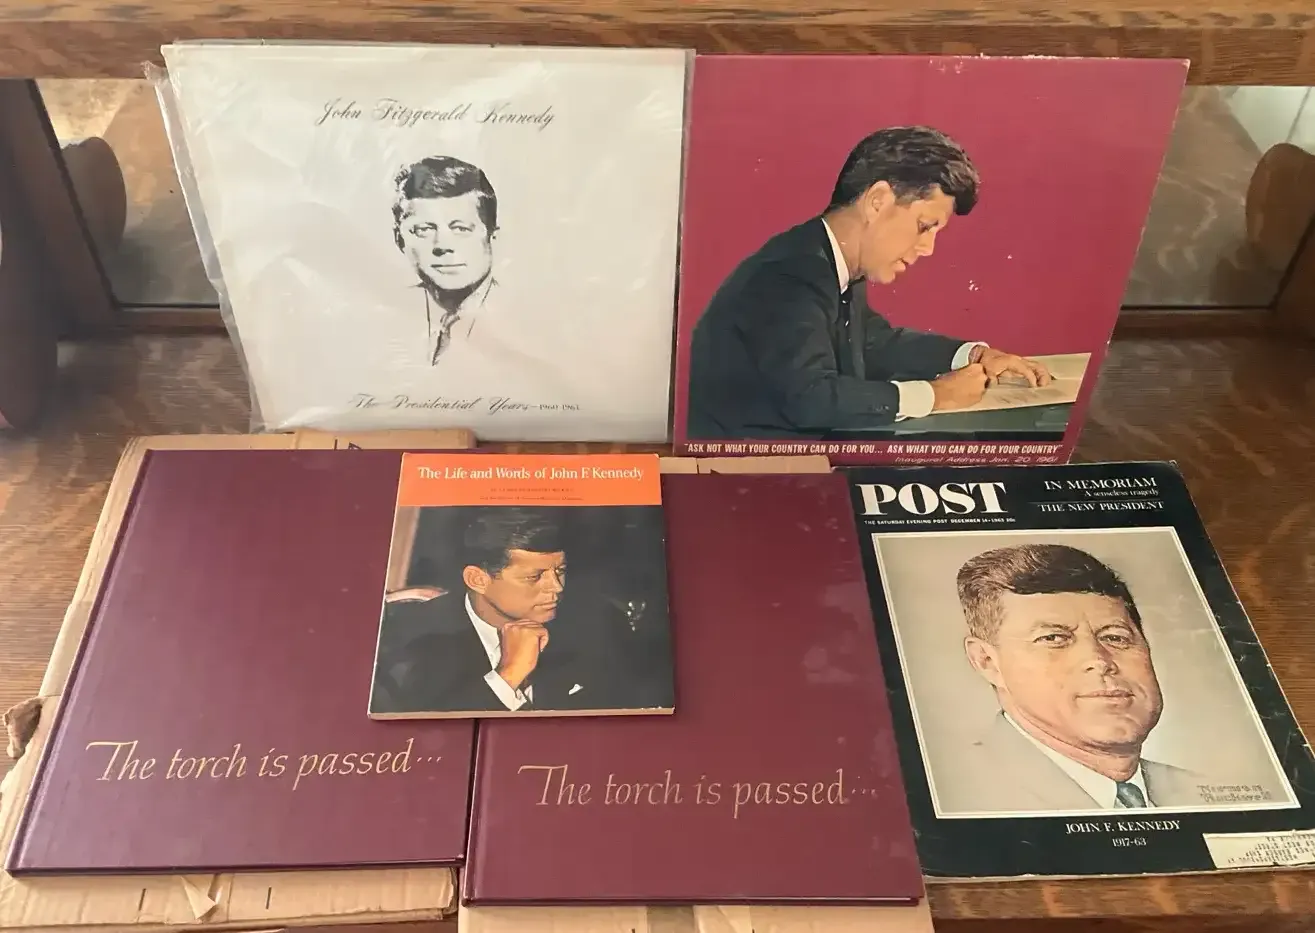 John Fitzgerald Kennedy
The Presidential Years - 1960-1963
"ASK NOT WHAT YOUR COUNTRY CAN DO FOR YOU... ASK WHAT YOU CAN DO FOR YOUR COUNTRY"
Inaugural Address Jan. 20, 1961
The Life and Words of John F. Kennedy
The torch is passed...
The torch is passed...
POST
THE SATURDAY EVENING POST DECEMBER 14·1963 20c
IN MEMORIAM
A senseless tragedy
THE NEW PRESIDENT
Norman
Rockwell
JOHN F. KENNEDY
1917-63